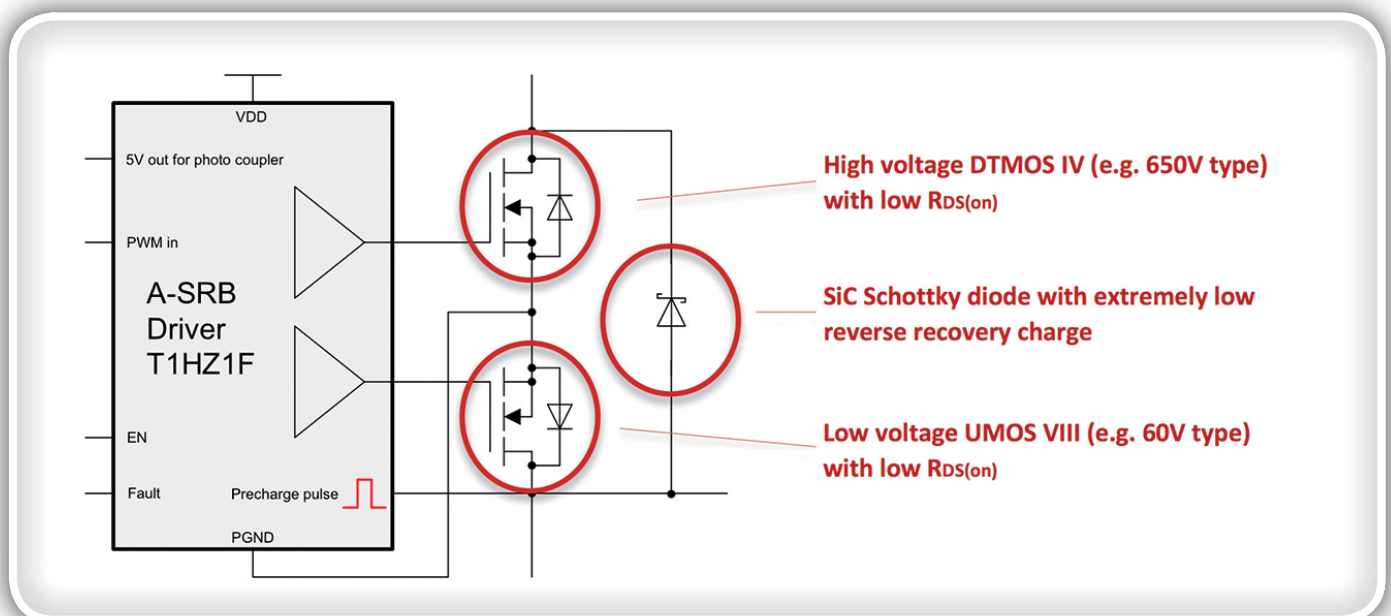 VDD
5V out for photo coupler
PWM in
A-SRB
Driver
T1HZ1F
EN
Fault
Precharge pulse
PGND
High voltage DTMOS IV (e.g. 650V type)
with low RDS(on)
SiC Schottky diode with extremely low
reverse recovery charge
Low voltage UMOS VIII (e.g. 60V type)
with low RDS(on)